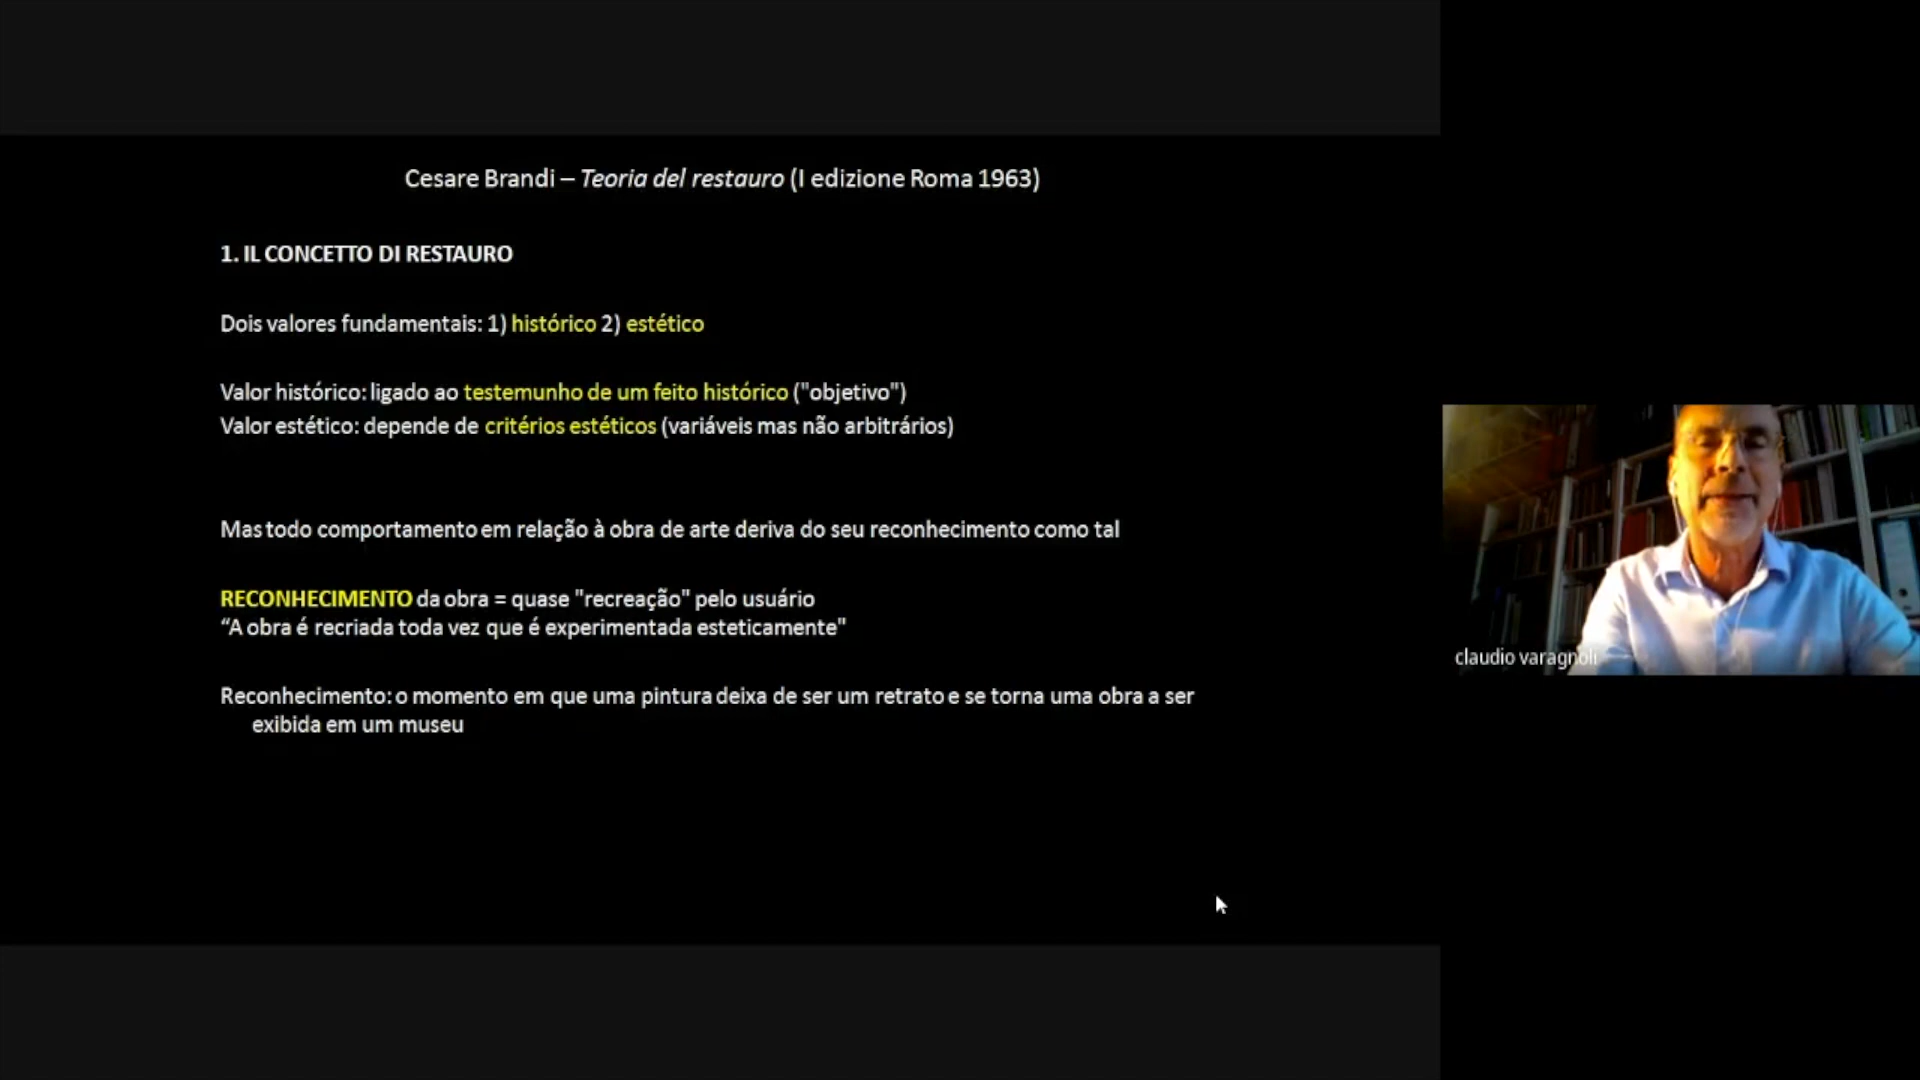 Cesare Brandi – Teoria del restauro (I edizione Roma 1963)
1. IL CONCETTO DI RESTAURO
Dois valores fundamentais: 1) histórico 2) estético
Valor histórico: ligado ao testemunho de um feito histórico ("objetivo")
Valor estético: depende de critérios estéticos (variáveis mas não arbitrários)
Mas todo comportamento em relação à obra de arte deriva do seu reconhecimento como tal
RECONHECIMENTO da obra = quase "recreação" pelo usuário
“A obra é recriada toda vez que é experimentada esteticamente"
Reconhecimento: o momento em que uma pintura deixa de ser um retrato e se torna uma obra a ser
exibida em um museu
claudio varagnoli